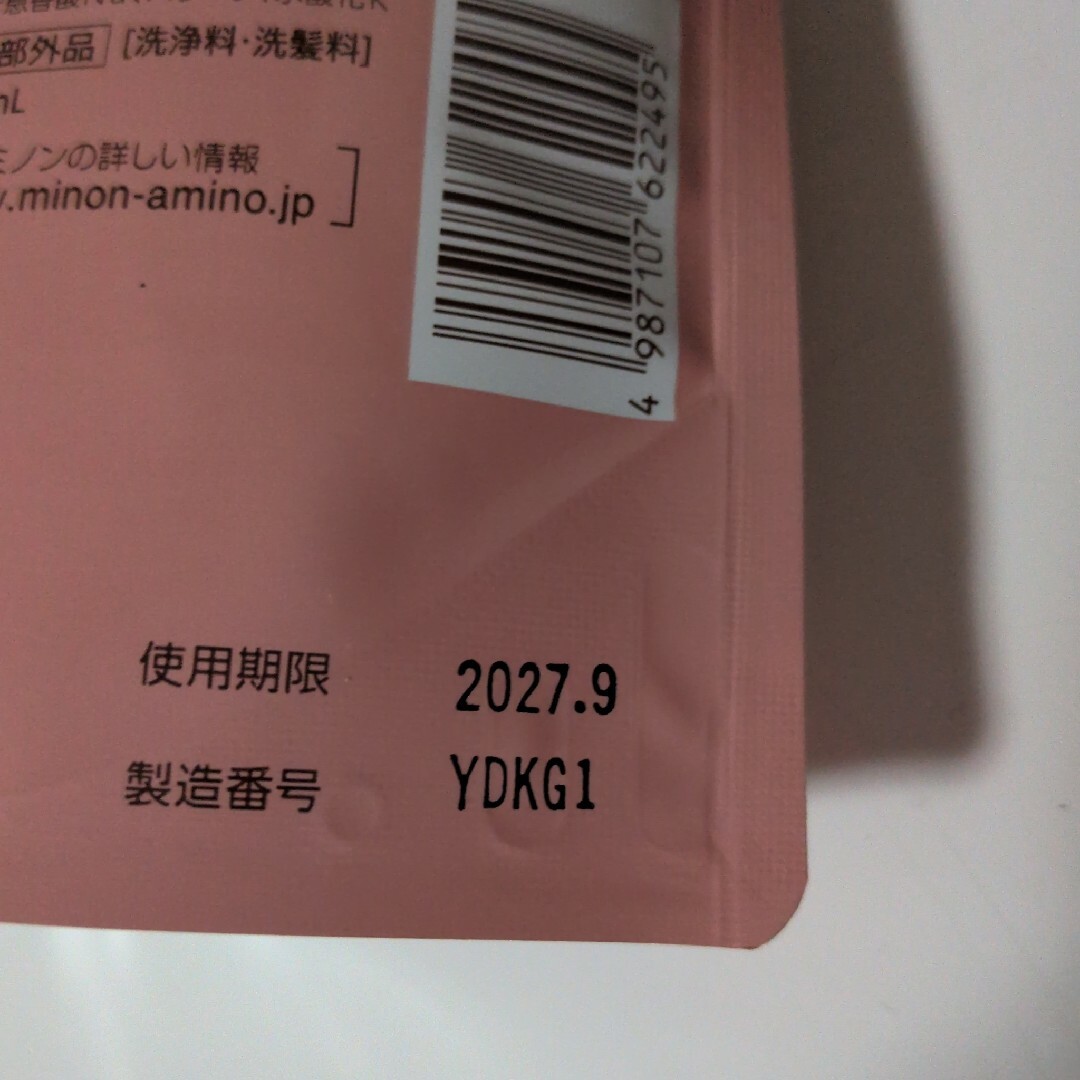 部外品 [洗浄料・洗髪料]
mL
ミノンの詳しい情報
.minon-amino.jp
4 987107 622495
使用期限 2027.9
製造番号 YDKG1